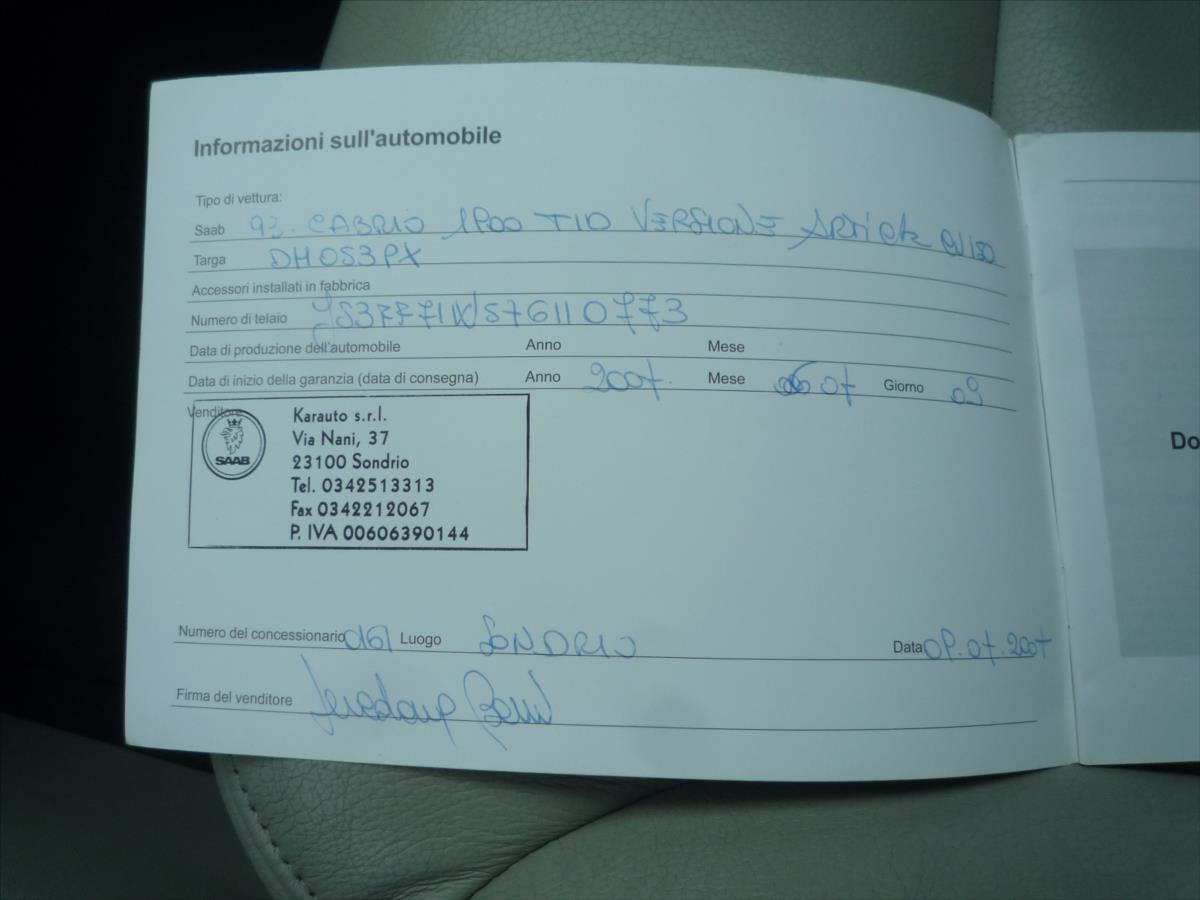 Informazioni sull'automobile
Tipo di vettura:
Saab 93. CABRIO 1900 TID VERSIONE CV 150
Targa DH053PX
Accessori installati in fabbrica
Numero di telaio YS3FF71W576110773
Data di produzione dell'automobile Anno Mese
Data di inizio della garanzia (data di consegna) Anno 2007. Mese 07 Giorno 09
Venditore
SAAB
Karauto s.r.l.
Via Nani, 37
23100 Sondrio
Tel. 0342513313
Fax 0342212067
P. IVA 00606390144
Numero del concessionario 061 Luogo SONDRIO Data 09.07.2007
Firma del venditore
Do